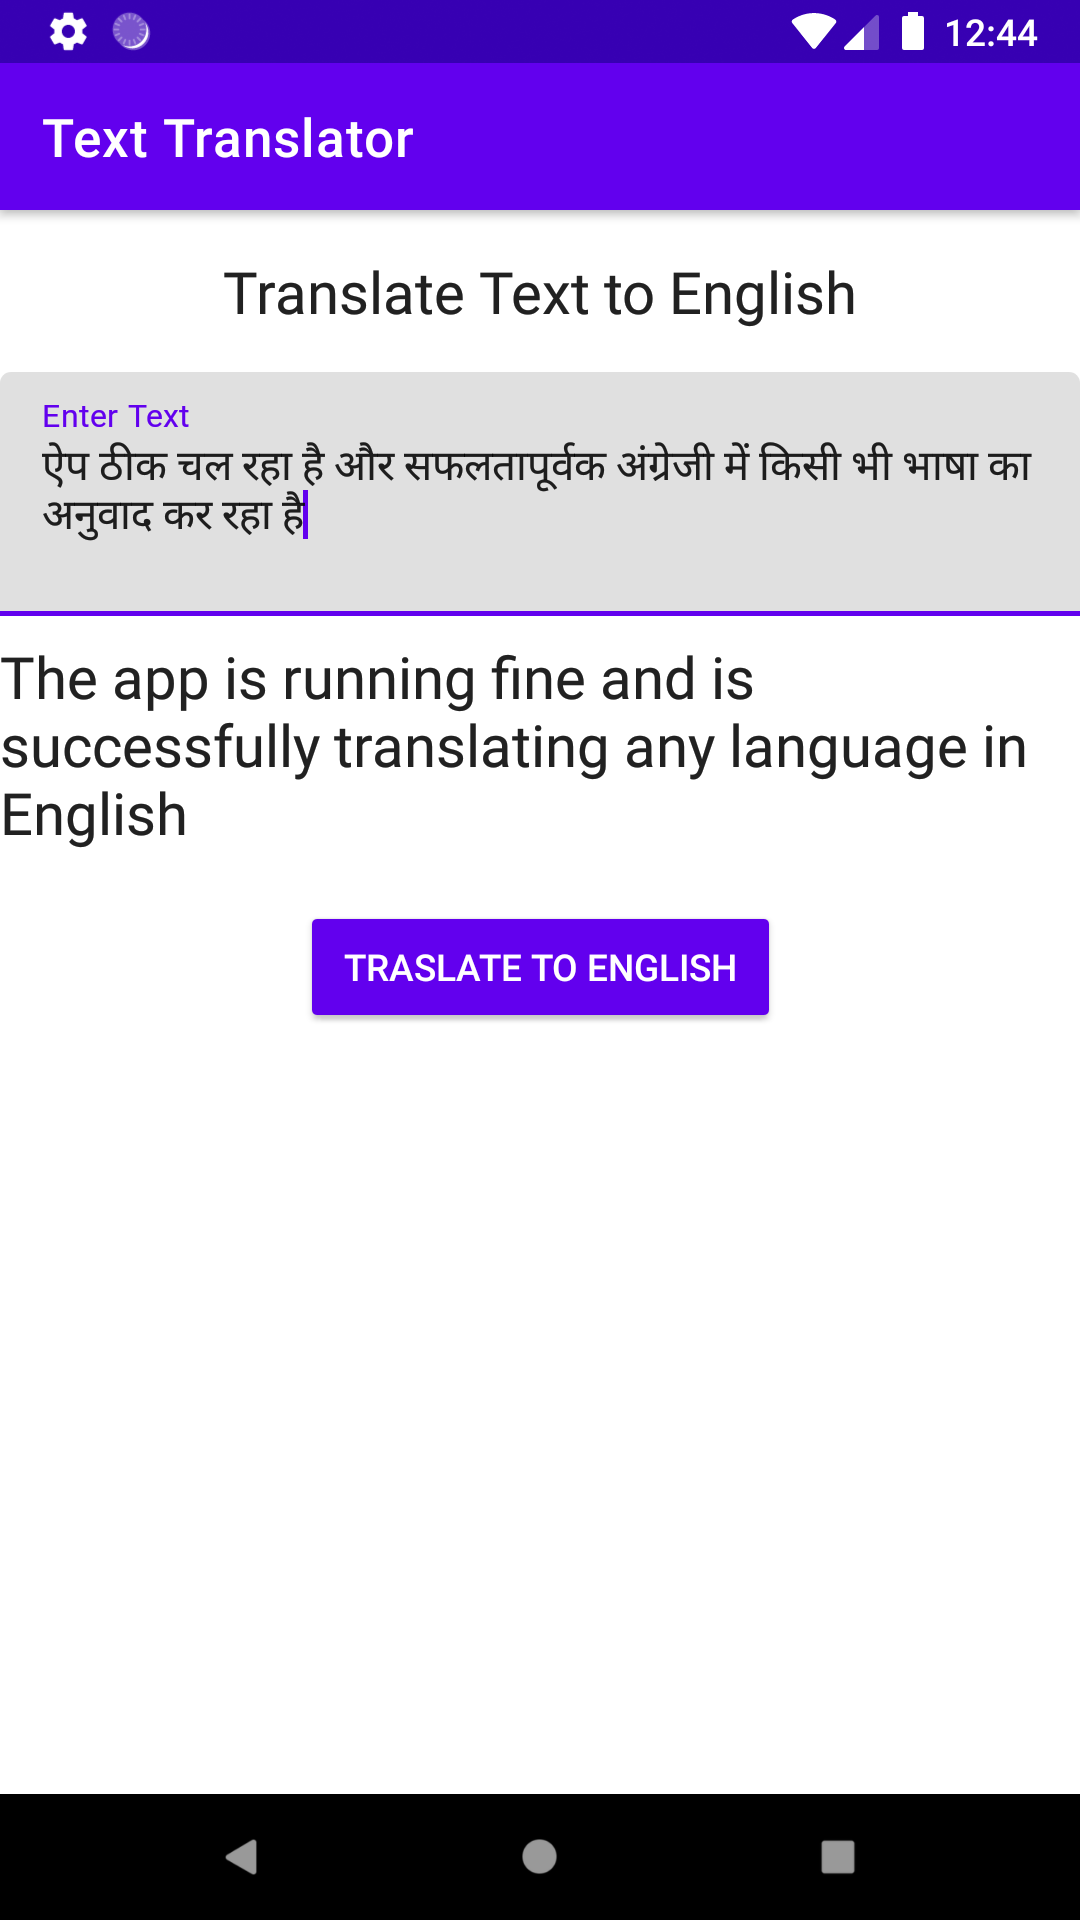 12:44
Text Translator
Translate Text to English
Enter Text
ऐप ठीक चल रहा है और सफलतापूर्वक अंग्रेजी में किसी भी भाषा का
अनुवाद कर रहा है
The app is running fine and is
successfully translating any language in
English
TRASLATE TO ENGLISH